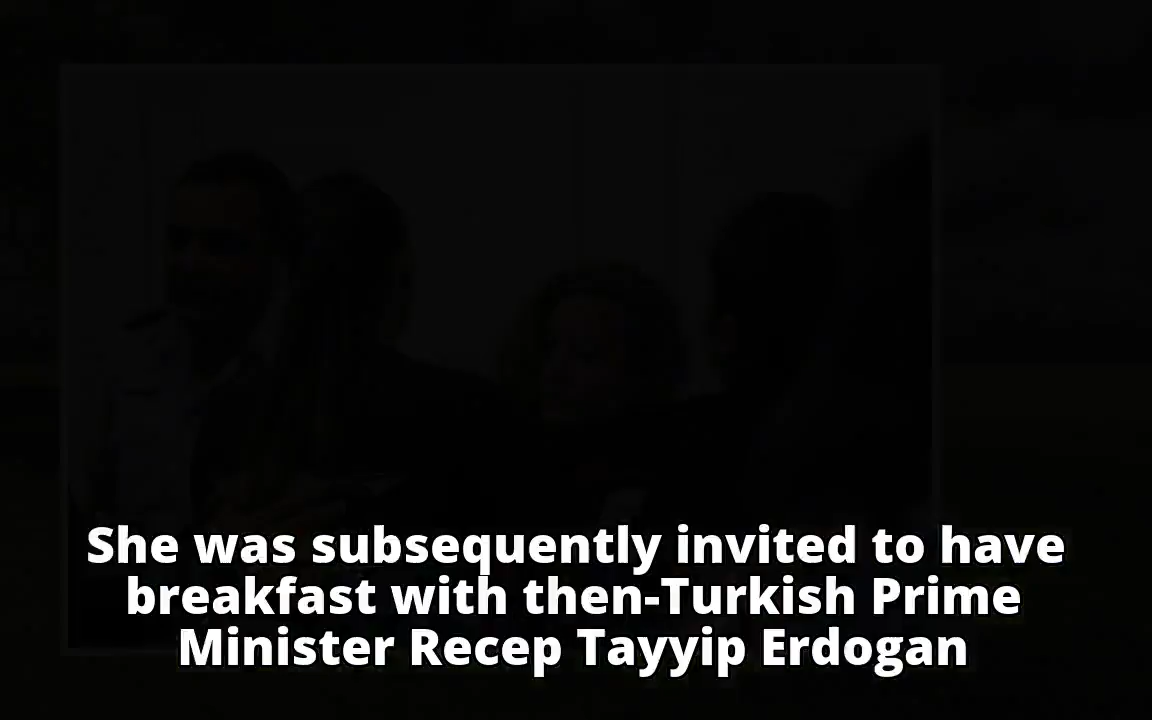 She was subsequently invited to have
breakfast with then-Turkish Prime
Minister Recep Tayyip Erdogan